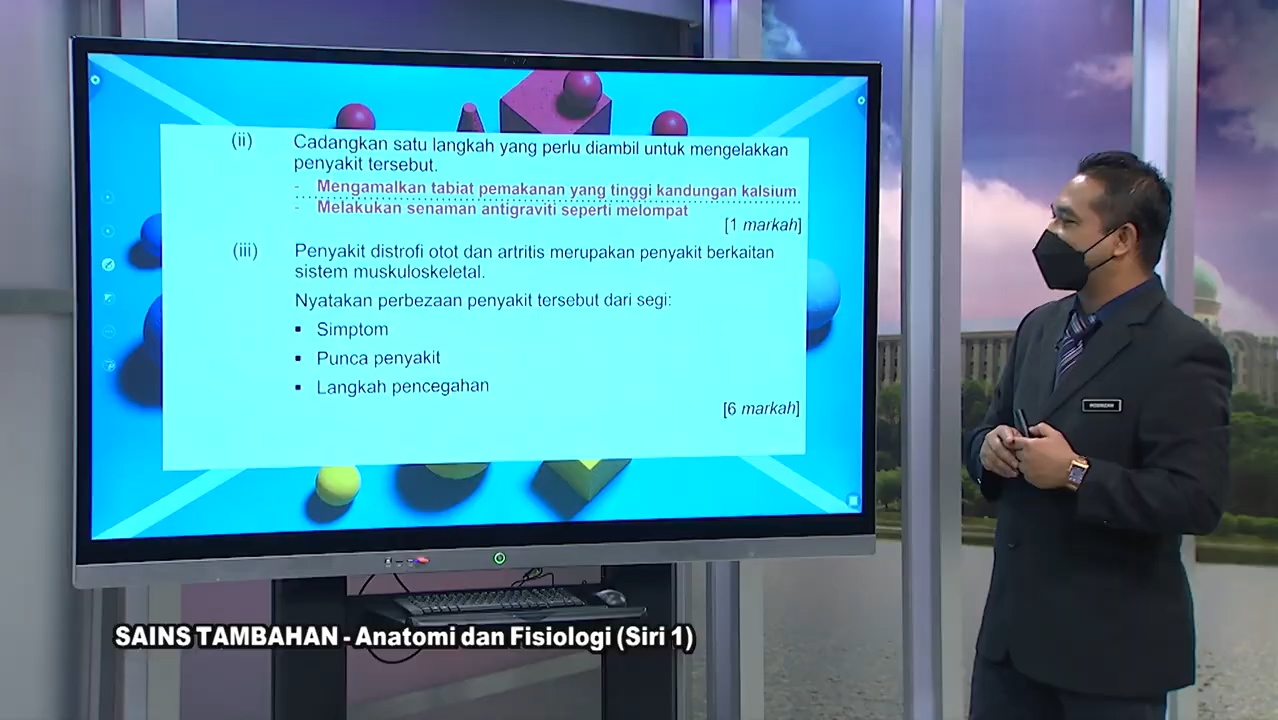 (ii) Cadangkan satu langkah yang perlu diambil untuk mengelakkan
penyakit tersebut.
- Mengamalkan tabiat pemakanan yang tinggi kandungan kalsium
- Melakukan senaman antigraviti seperti melompat
[1 markah]
(iii) Penyakit distrofi otot dan artritis merupakan penyakit berkaitan
sistem muskuloskeletal.
Nyatakan perbezaan penyakit tersebut dari segi:
▪ Simptom
▪ Punca penyakit
▪ Langkah pencegahan
[6 markah]
SAINS TAMBAHAN - Anatomi dan Fisiologi (Siri 1)